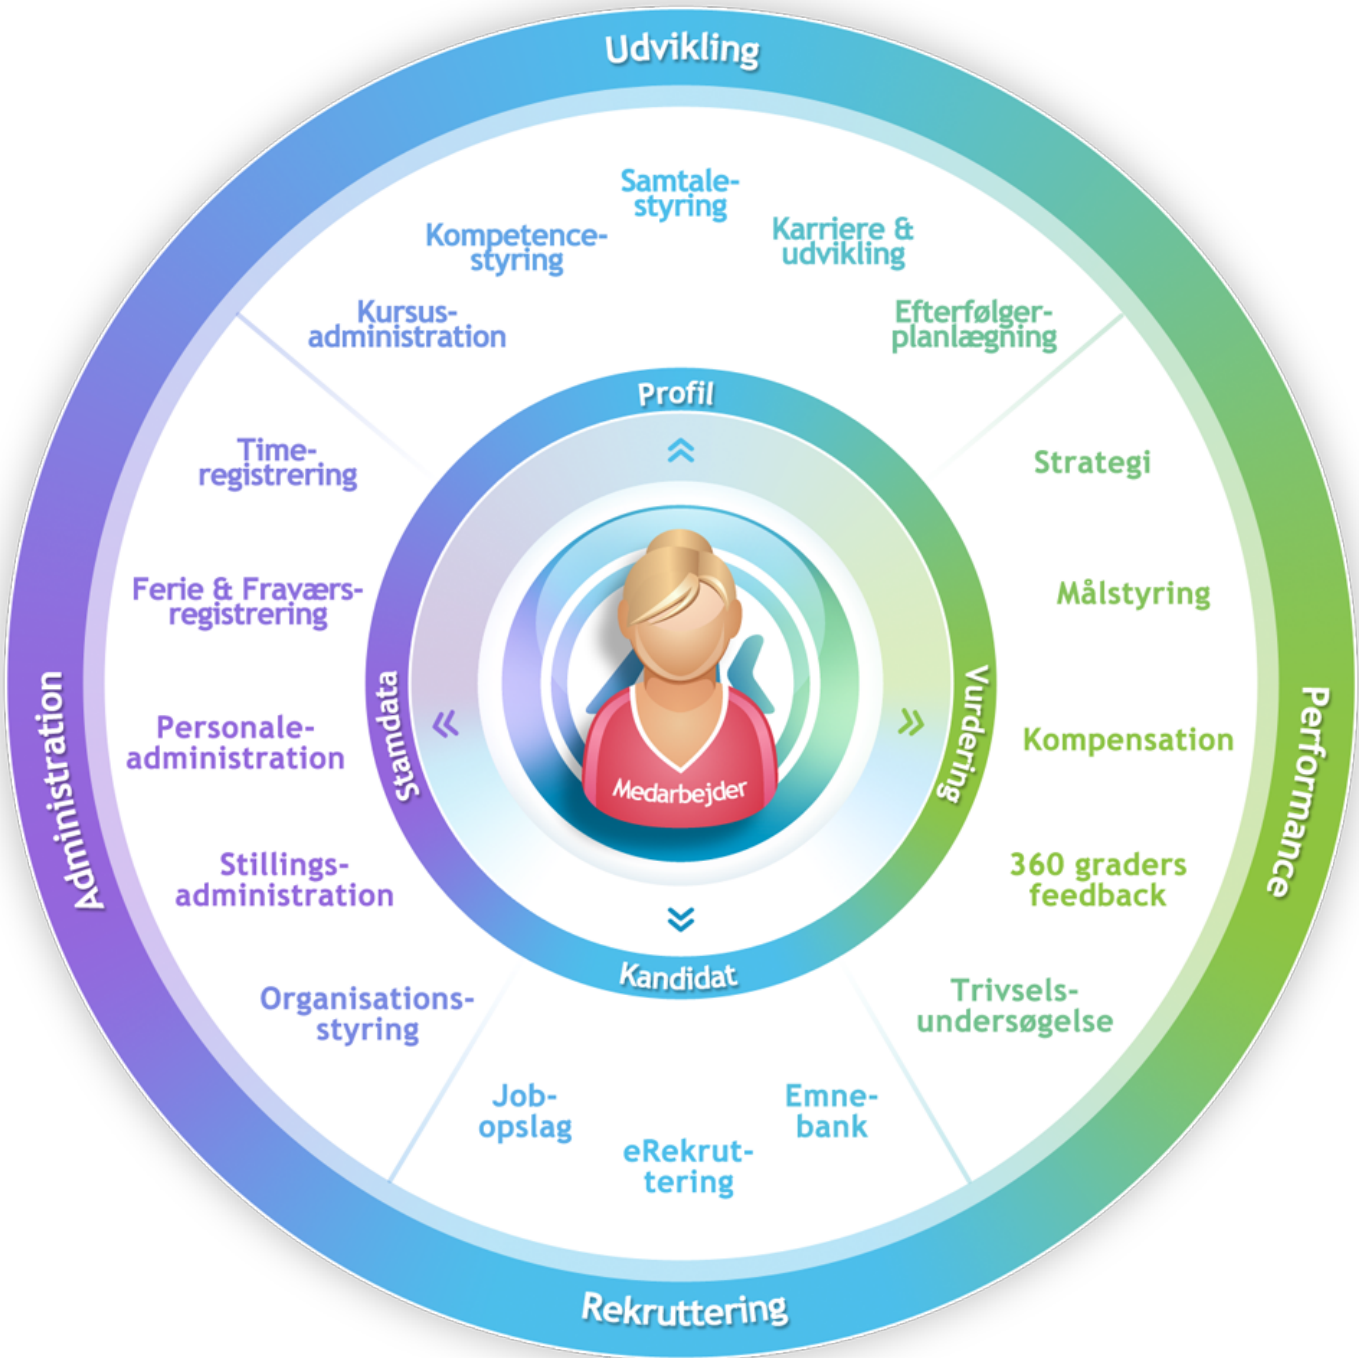 Udvikling
Samtale-
styring
Kompetence-
styring
Karriere &
udvikling
Kursus-
administration
Efterfølger-
planlægning
Profil
Time-
registrering
Strategi
Ferie & Fraværs-
registrering
Målstyring
Administration
Stamdata
Vurdering
Performance
Personale-
administration
Kompensation
Medarbejder
Stillings-
administration
360 graders
feedback
Kandidat
Organisations-
styring
Trivsels-
undersøgelse
Job-
opslag
eRekrut-
tering
Emne-
bank
Rekruttering